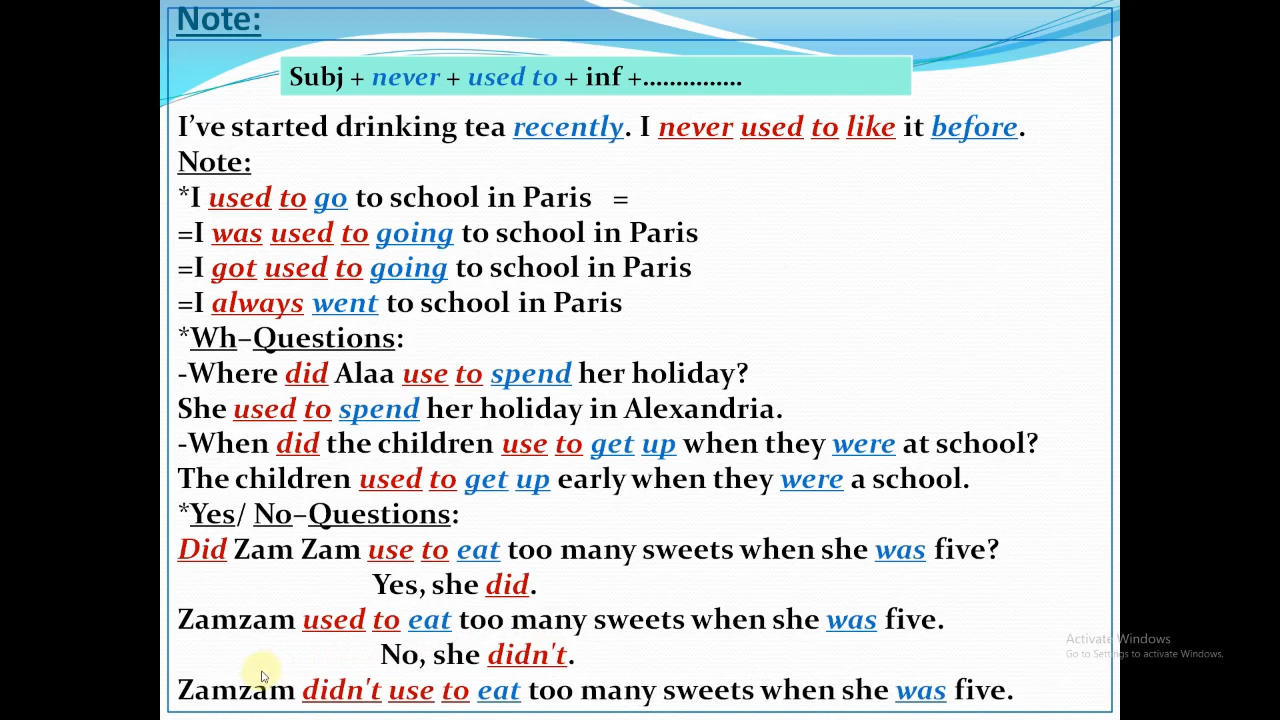 Note:
Subj + never + used to + inf +...............
I've started drinking tea recently. I never used to like it before.
Note:
*I used to go to school in Paris =
=I was used to going to school in Paris
=I got used to going to school in Paris
=I always went to school in Paris
*Wh-Questions:
-Where did Alaa use to spend her holiday?
She used to spend her holiday in Alexandria.
-When did the children use to get up when they were at school?
The children used to get up early when they were a school.
*Yes/ No-Questions:
Did Zam Zam use to eat too many sweets when she was five?
Yes, she did.
Zamzam used to eat too many sweets when she was five.
No, she didn't.
Zamzam didn't use to eat too many sweets when she was five.
Activate Windows
Go to Settings to activate Windows.